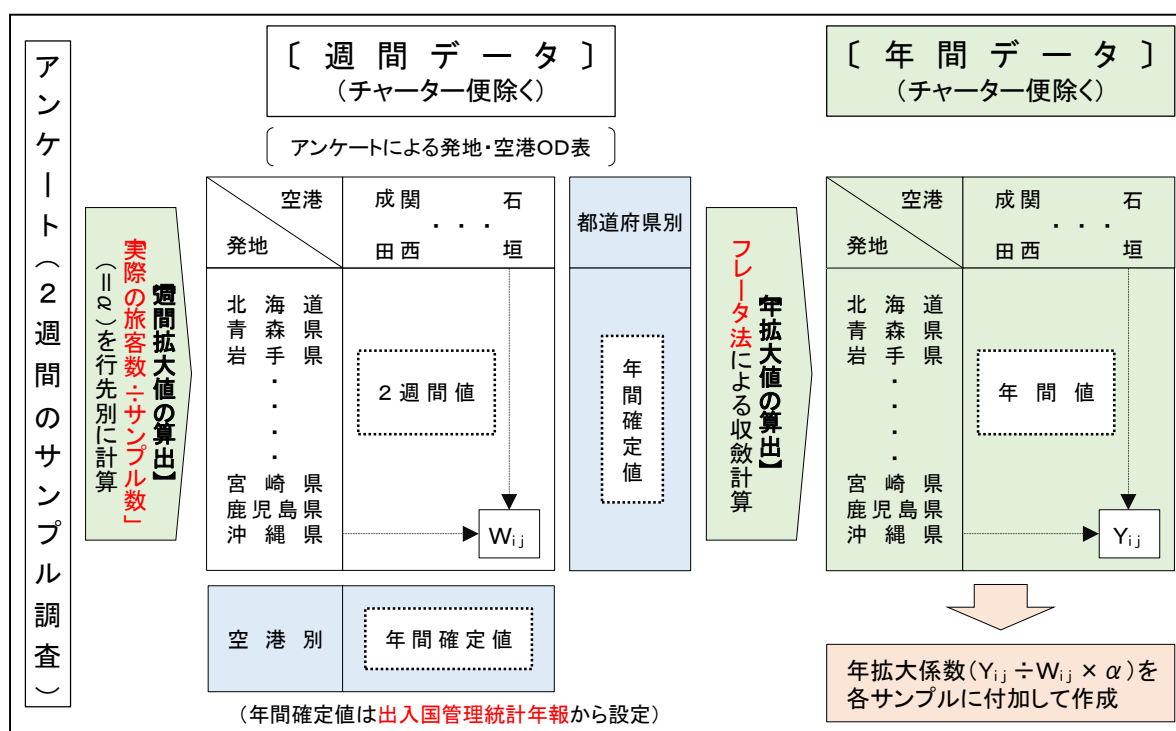 アンケート(2週間のサンプル調査)
【週間拡大値の算出】
「実際の旅客数÷サンプル数」
(=α)を行先別に計算
〔週間データ〕
(チャーター便除く)
アンケートによる発地・空港OD表
空港
発地
成関 ・・・ 石
田西 垣
北海道
青森県
岩手県
・
・
・
・
宮崎県
鹿児島県
沖縄県
2週間値
Wij
都道府県別
年間確定値
空港別
年間確定値
(年間確定値は出入国管理統計年報から設定)
【年拡大値の算出】
フレータ法による収斂計算
〔年間データ〕
(チャーター便除く)
空港
発地
成関 ・・・ 石
田西 垣
北海道
青森県
岩手県
・
・
・
・
宮崎県
鹿児島県
沖縄県
年間値
Yij
年拡大係数(Yij÷Wij×α)を
各サンプルに付加して作成